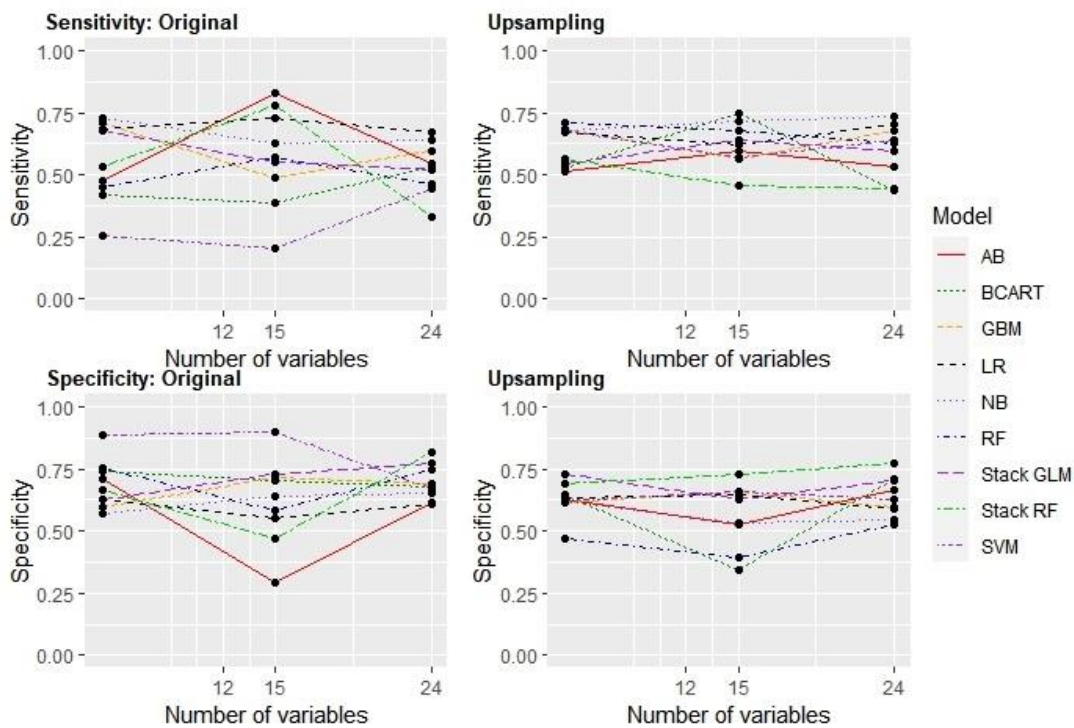 Sensitivity: Original
Upsampling
1.00
0.75
0.50
0.25
0.00
Sensitivity
12 15 24
Number of variables
1.00
0.75
0.50
0.25
0.00
Sensitivity
12 15 24
Number of variables
Specificity: Original
Upsampling
1.00
0.75
0.50
0.25
0.00
Specificity
12 15 24
Number of variables
1.00
0.75
0.50
0.25
0.00
Specificity
12 15 24
Number of variables
Model
AB
BCART
GBM
LR
NB
RF
Stack GLM
Stack RF
SVM